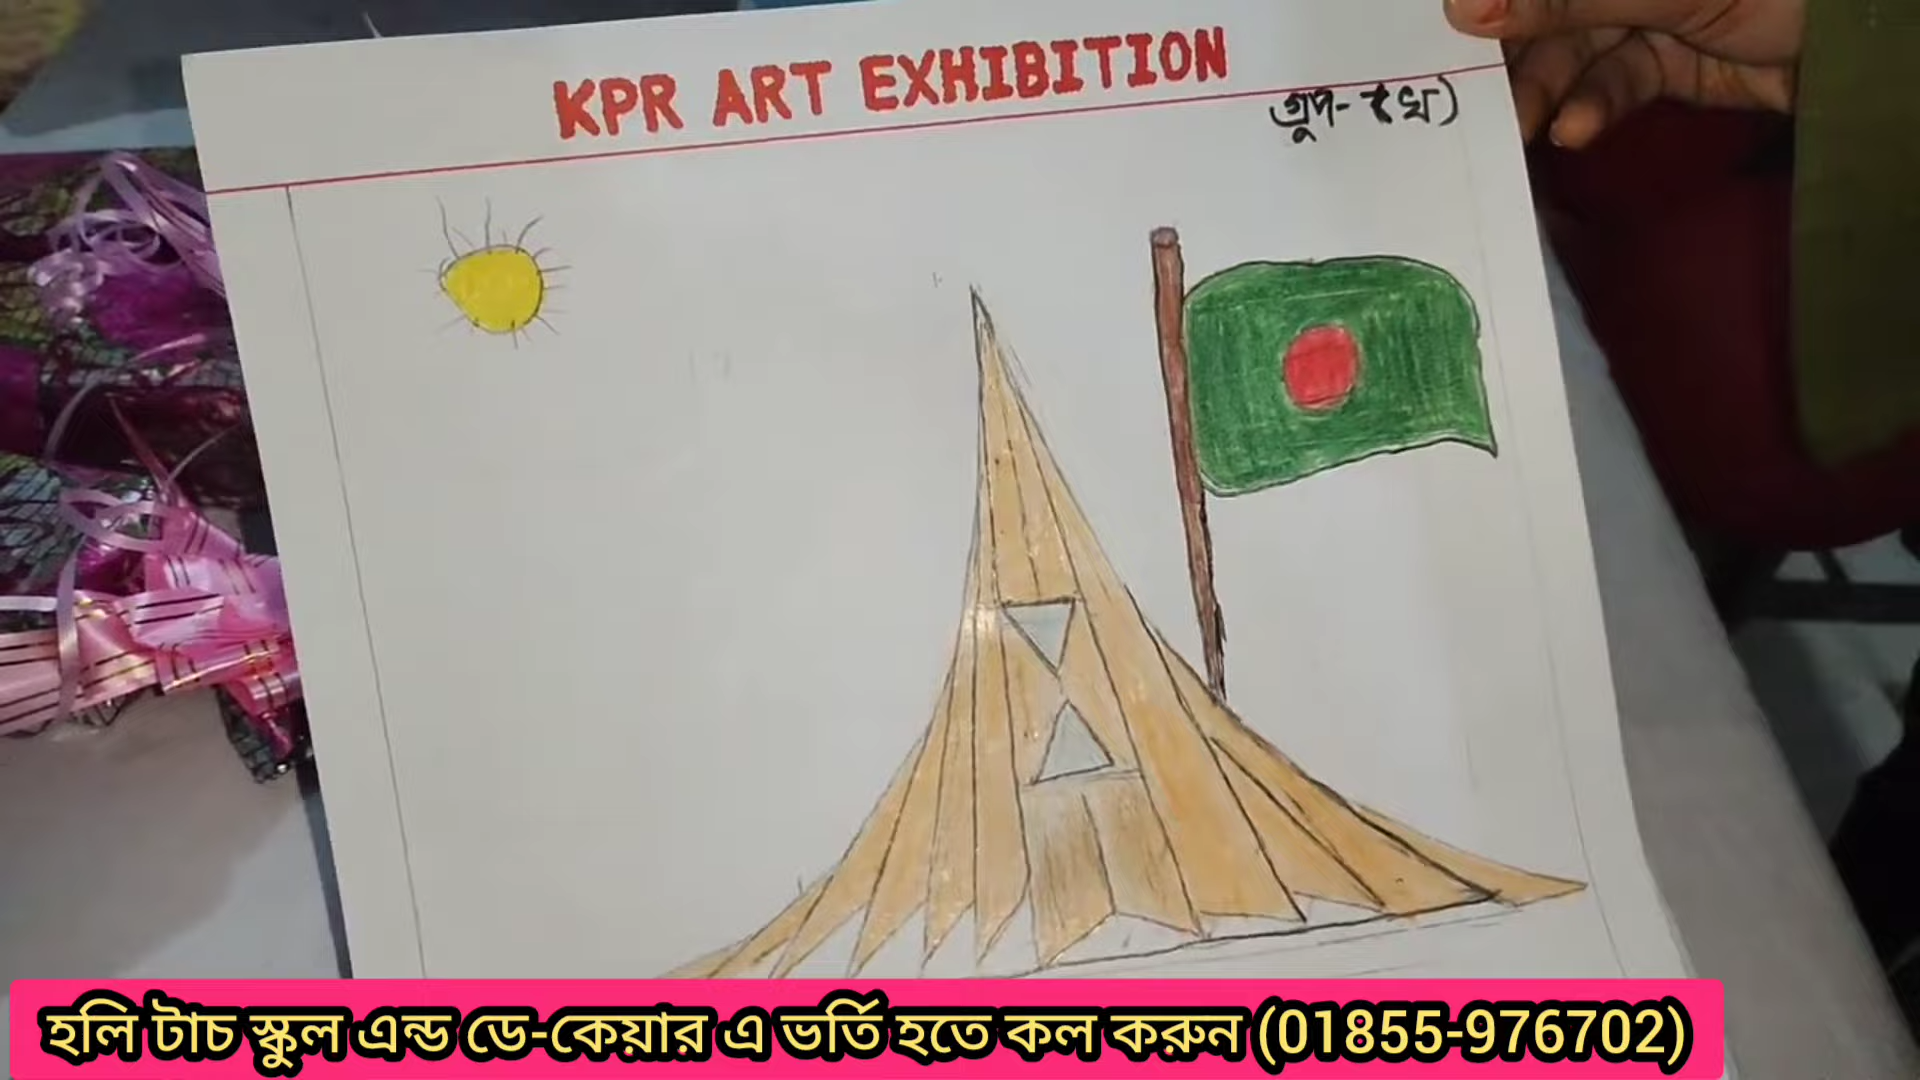 KPR ART EXHIBITION
গ্রুপ- (খ)
হলি টাচ স্কুল এন্ড ডে-কেয়ার এ ভর্তি হতে কল করুন (01855-976702)